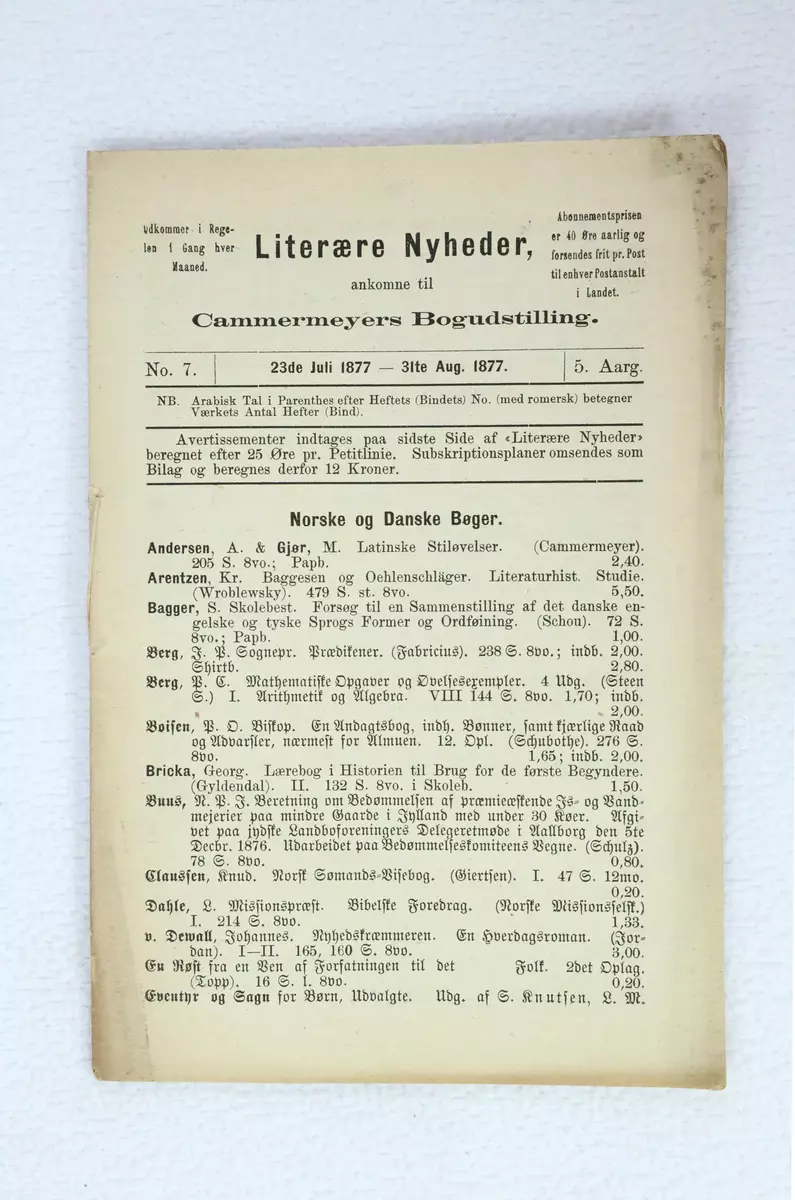 Udkommer i Rege-
len 1 Gang hver
Maaned.
Literære Nyheder,
ankomne til
Cammermeyers Bogudstilling.
Abonnementsprisen
er 40 Øre aarlig og
forsendes frit pr. Post
til enhver Postanstalt
i Landet.
No. 7. 23de Juli 1877 — 31te Aug. 1877. 5. Aarg.
NB. Arabisk Tal i Parenthes efter Heftets (Bindets) No. (med romersk) betegner
Værkets Antal Hefter (Bind).
Avertissementer indtages paa sidste Side af «Literære Nyheder»
beregnet efter 25 Øre pr. Petitlinie. Subskriptionsplaner omsendes som
Bilag og beregnes derfor 12 Kroner.
Norske og Danske Bøger.
Andersen, A. & Gjør, M. Latinske Stiløvelser. (Cammermeyer).
205 S. 8vo.; Papb. 2,40.
Arentzen, Kr. Baggesen og Oehlenschläger. Literaturhist. Studie.
(Wroblewsky). 479 S. st. 8vo. 5,50.
Bagger, S. Skolebest. Forsøg til en Sammenstilling af det danske en-
gelske og tyske Sprogs Former og Ordføining. (Schou). 72 S.
8vo.; Papb. 1,00.
Berg, J. P. Sognepr. Prædikener. (Fabricius). 238 S. 8vo.; indb. 2,00.
Shirtb. 2,80.
Berg, P. C. Mathematiske Opgaver og Øvelsesexempler. 4 Udg. (Steen
S.) I. Arithmetik og Algebra. VIII 144 S. 8vo. 1,70; indb.
2,00.
Boisen, P. O. Biskop. En Andagtsbog, indh. Bønner, samt kjærlige Raad
og Advarsler, nærmest for Almuen. 12. Opl. (Schubothe). 276 S.
8vo. 1,65; indb. 2,00.
Bricka, Georg. Lærebog i Historien til Brug for de første Begyndere.
(Gyldendal). II. 132 S. 8vo. i Skoleb. 1,50.
Buus, N. P. J. Beretning om Bedømmelsen af præmieæskende Is- og Vand-
mejerier paa mindre Gaarde i Jylland med under 30 Køer. Afgi-
vet paa jydske Landboforeningers Delegeretmøde i Aallborg den 5te
Decbr. 1876. Udarbeidet paa Bedømmelseskomiteens Vegne. (Schulz).
78 S. 8vo. 0,80.
Claussen, Knud. Norsk Sømands-Visebog. (Giertsen). I. 47 S. 12mo.
0,20.
Dahle, L. Missionspræst. Bibelske Foredrag. (Norske Missionsselsk.)
I. 214 S. 8vo. 1,33.
v. Dewall, Johannes. Nyhedskræmmeren. En Hverdagsroman. (Jor-
dan). I—II. 165, 160 S. 8vo. 3,00.
En Røst fra en Ven af Forfatningen til det Folk. 2det Oplag.
(Topp). 16 S. l. 8vo. 0,20.
Eventyr og Sagn for Børn, Udvalgte. Udg. af S. Knutsen, L. M.